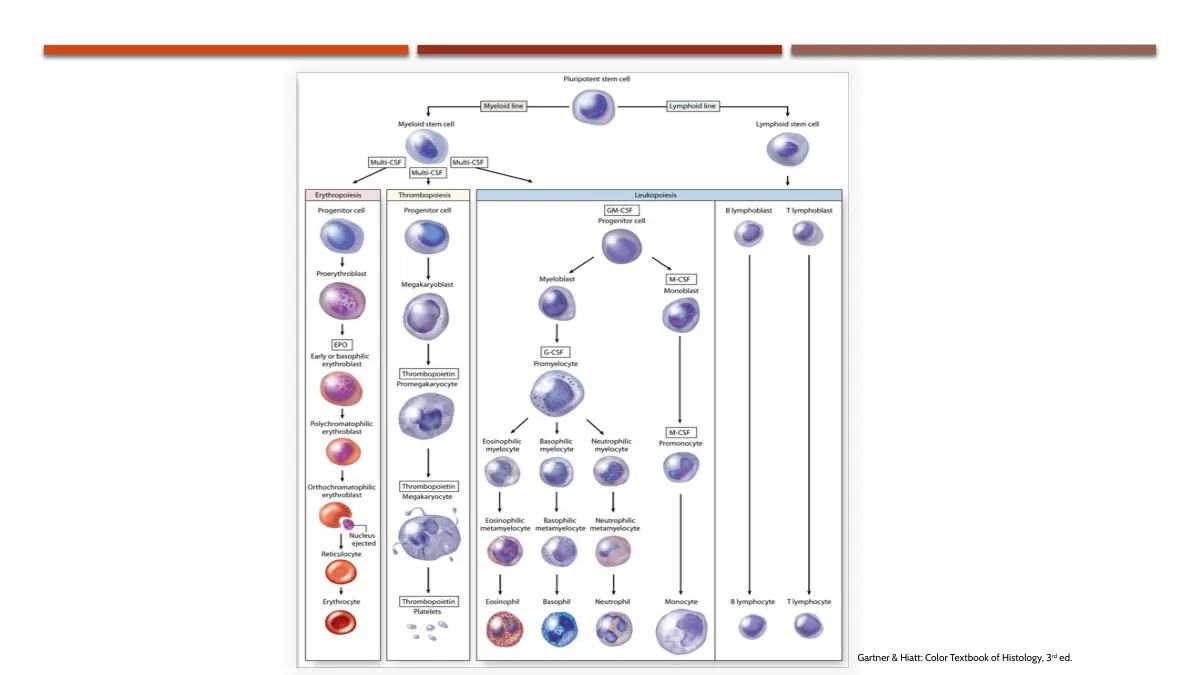 Pluripotent stem cell
Myeloid line
Lymphoid line
Myeloid stem cell
Lymphoid stem cell
Multi-CSF
Multi-CSF
Multi-CSF
Erythropoiesis
Progenitor cell
Proerythroblast
EPO
Early or basophilic
erythroblast
Polychromatophilic
erythroblast
Orthochromatophilic
erythroblast
Nucleus
ejected
Reticulocyte
Erythrocyte
Thrombopoiesis
Progenitor cell
Megakaryoblast
Thrombopoietin
Promegakaryocyte
Thrombopoietin
Megakaryocyte
Thrombopoietin
Platelets
Leukopoiesis
GM-CSF
Progenitor cell
Myeloblast
M-CSF
Monoblast
G-CSF
Promyelocyte
Eosinophilic
myelocyte
Basophilic
myelocyte
Neutrophilic
myelocyte
M-CSF
Promonocyte
Eosinophilic
metamyelocyte
Basophilic
metamyelocyte
Neutrophilic
metamyelocyte
Eosinophil
Basophil
Neutrophil
Monocyte
B lymphoblast
T lymphoblast
B lymphocyte
T lymphocyte
Gartner & Hiatt: Color Textbook of Histology, 3rd ed.